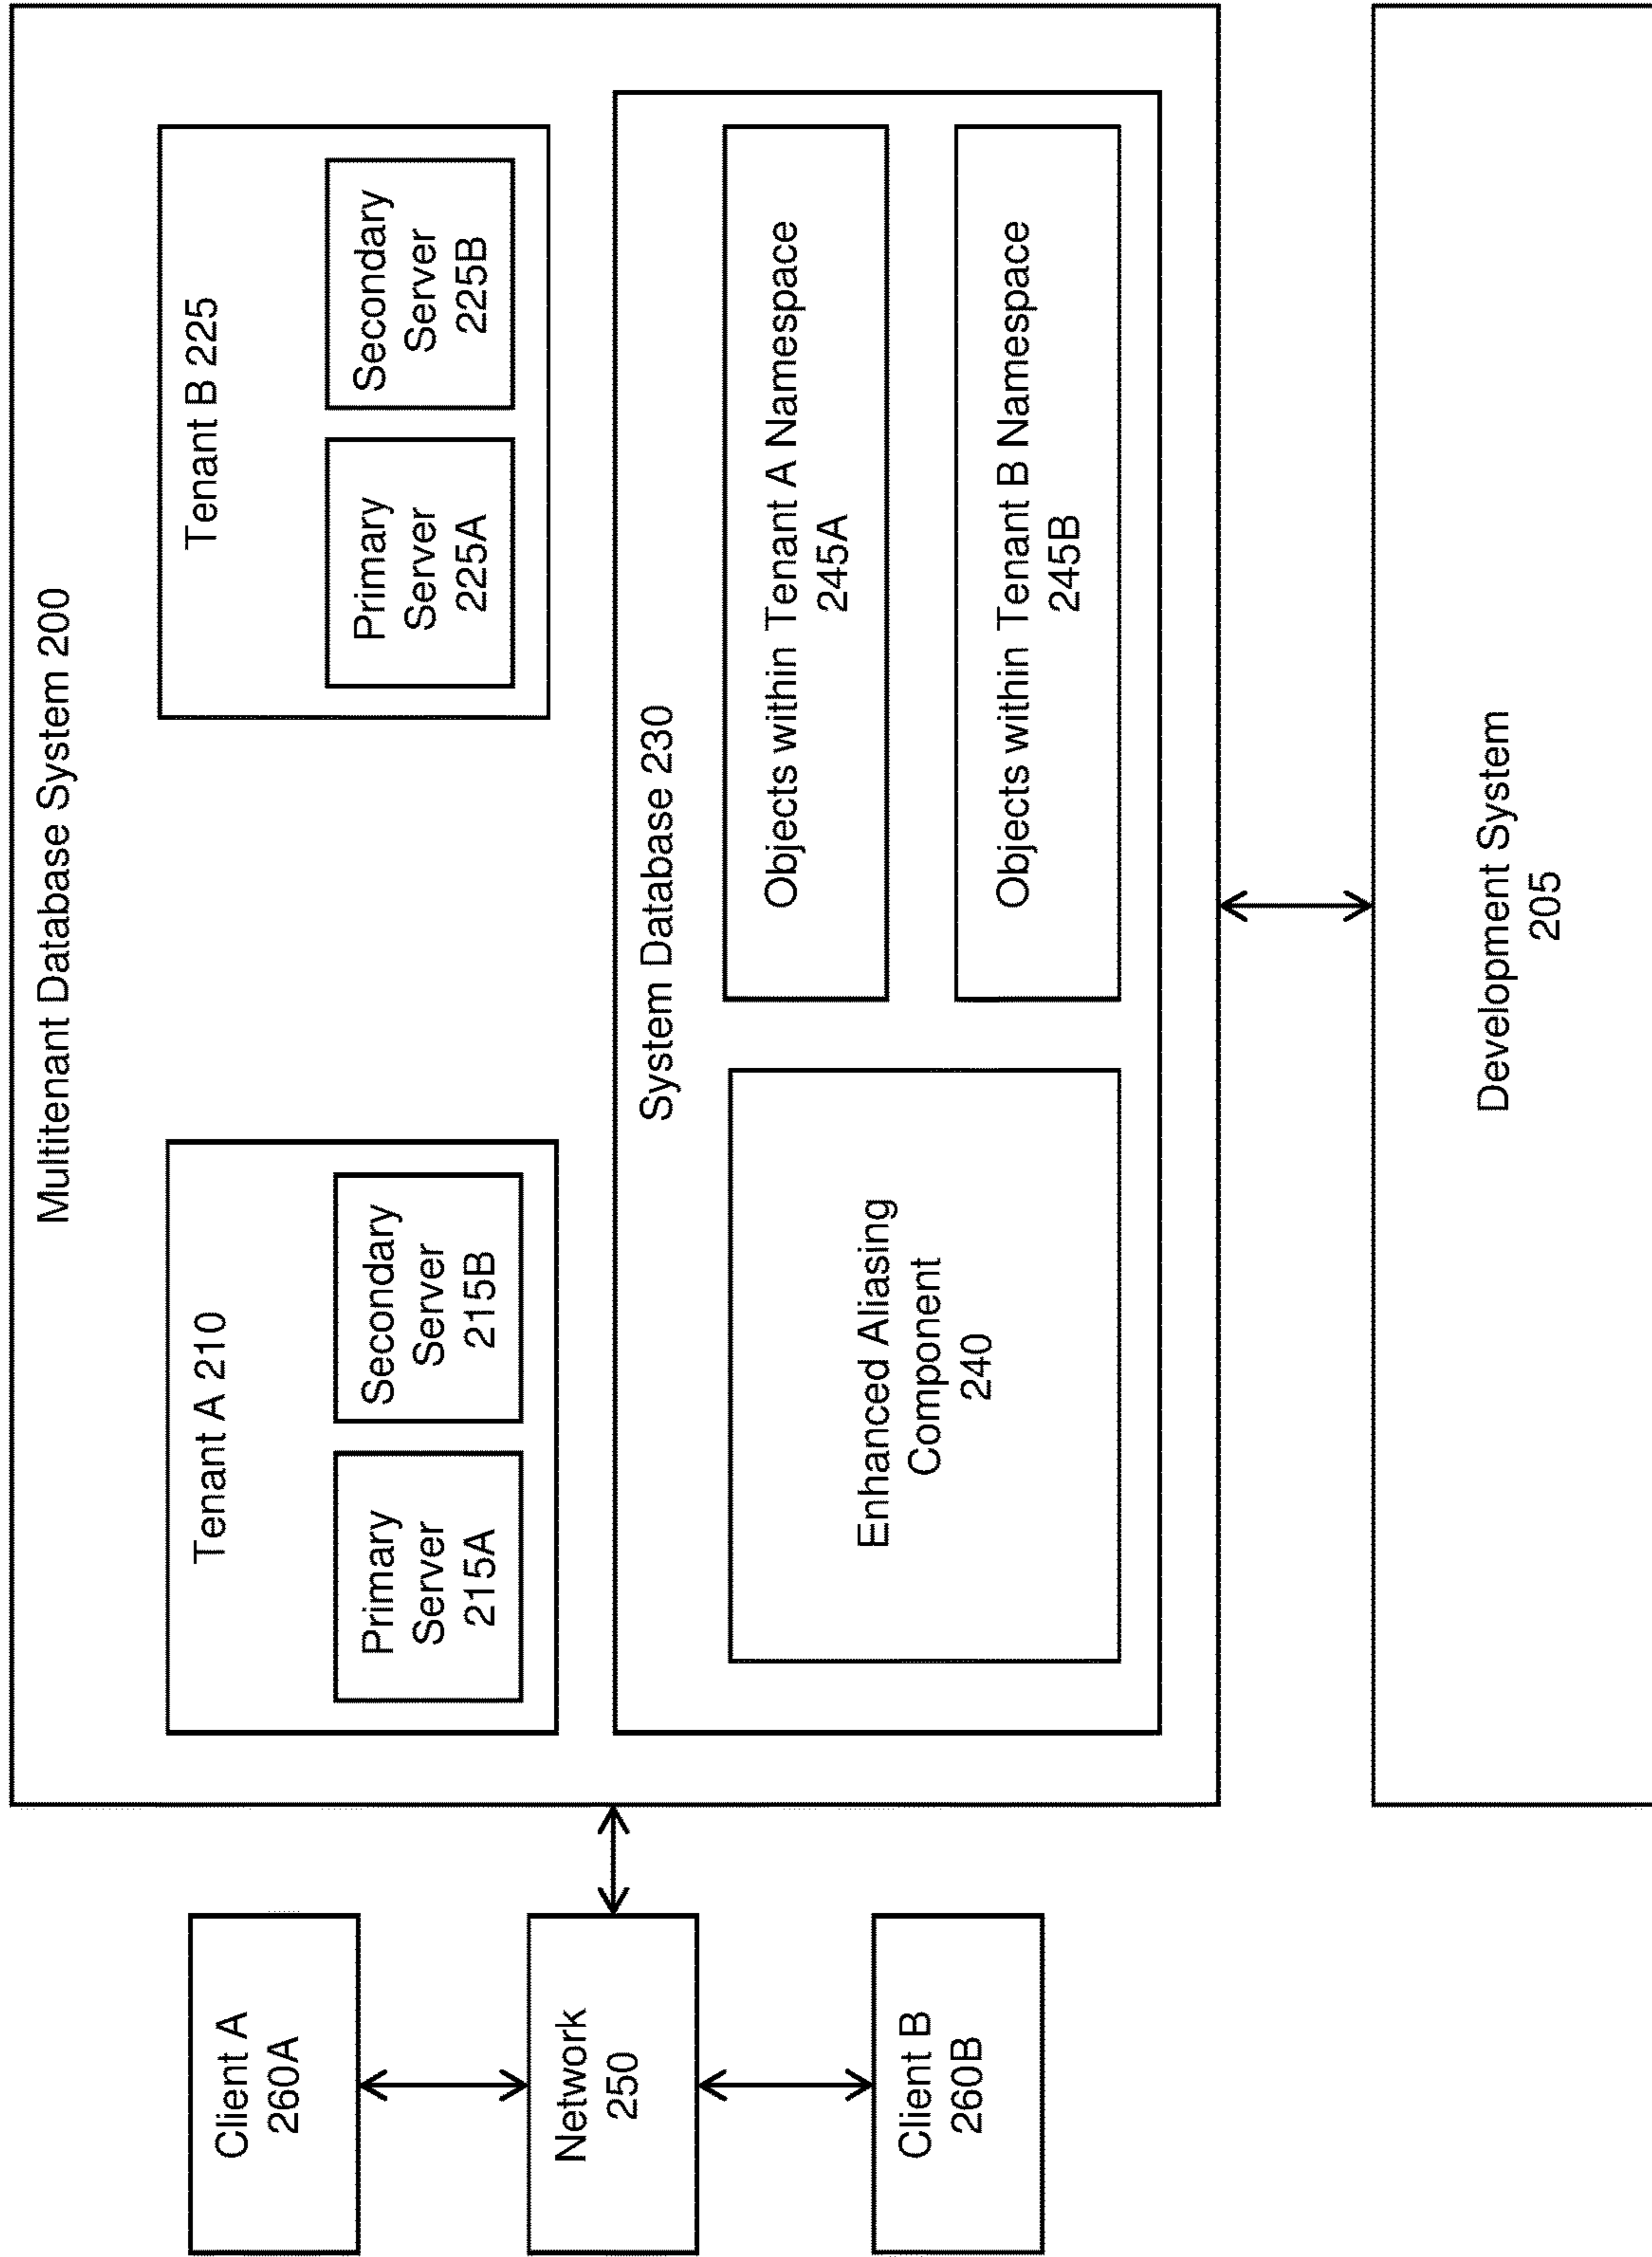 Multitenant Database System 200
Tenant A 210
Primary
Server
215A
Secondary
Server
215B
Tenant B 225
Primary
Server
225A
Secondary
Server
225B
System Database 230
Enhanced Aliasing
Component
240
Objects within Tenant A Namespace
245A
Objects within Tenant B Namespace
245B
Client A
260A
Network
250
Client B
260B
Development System
205